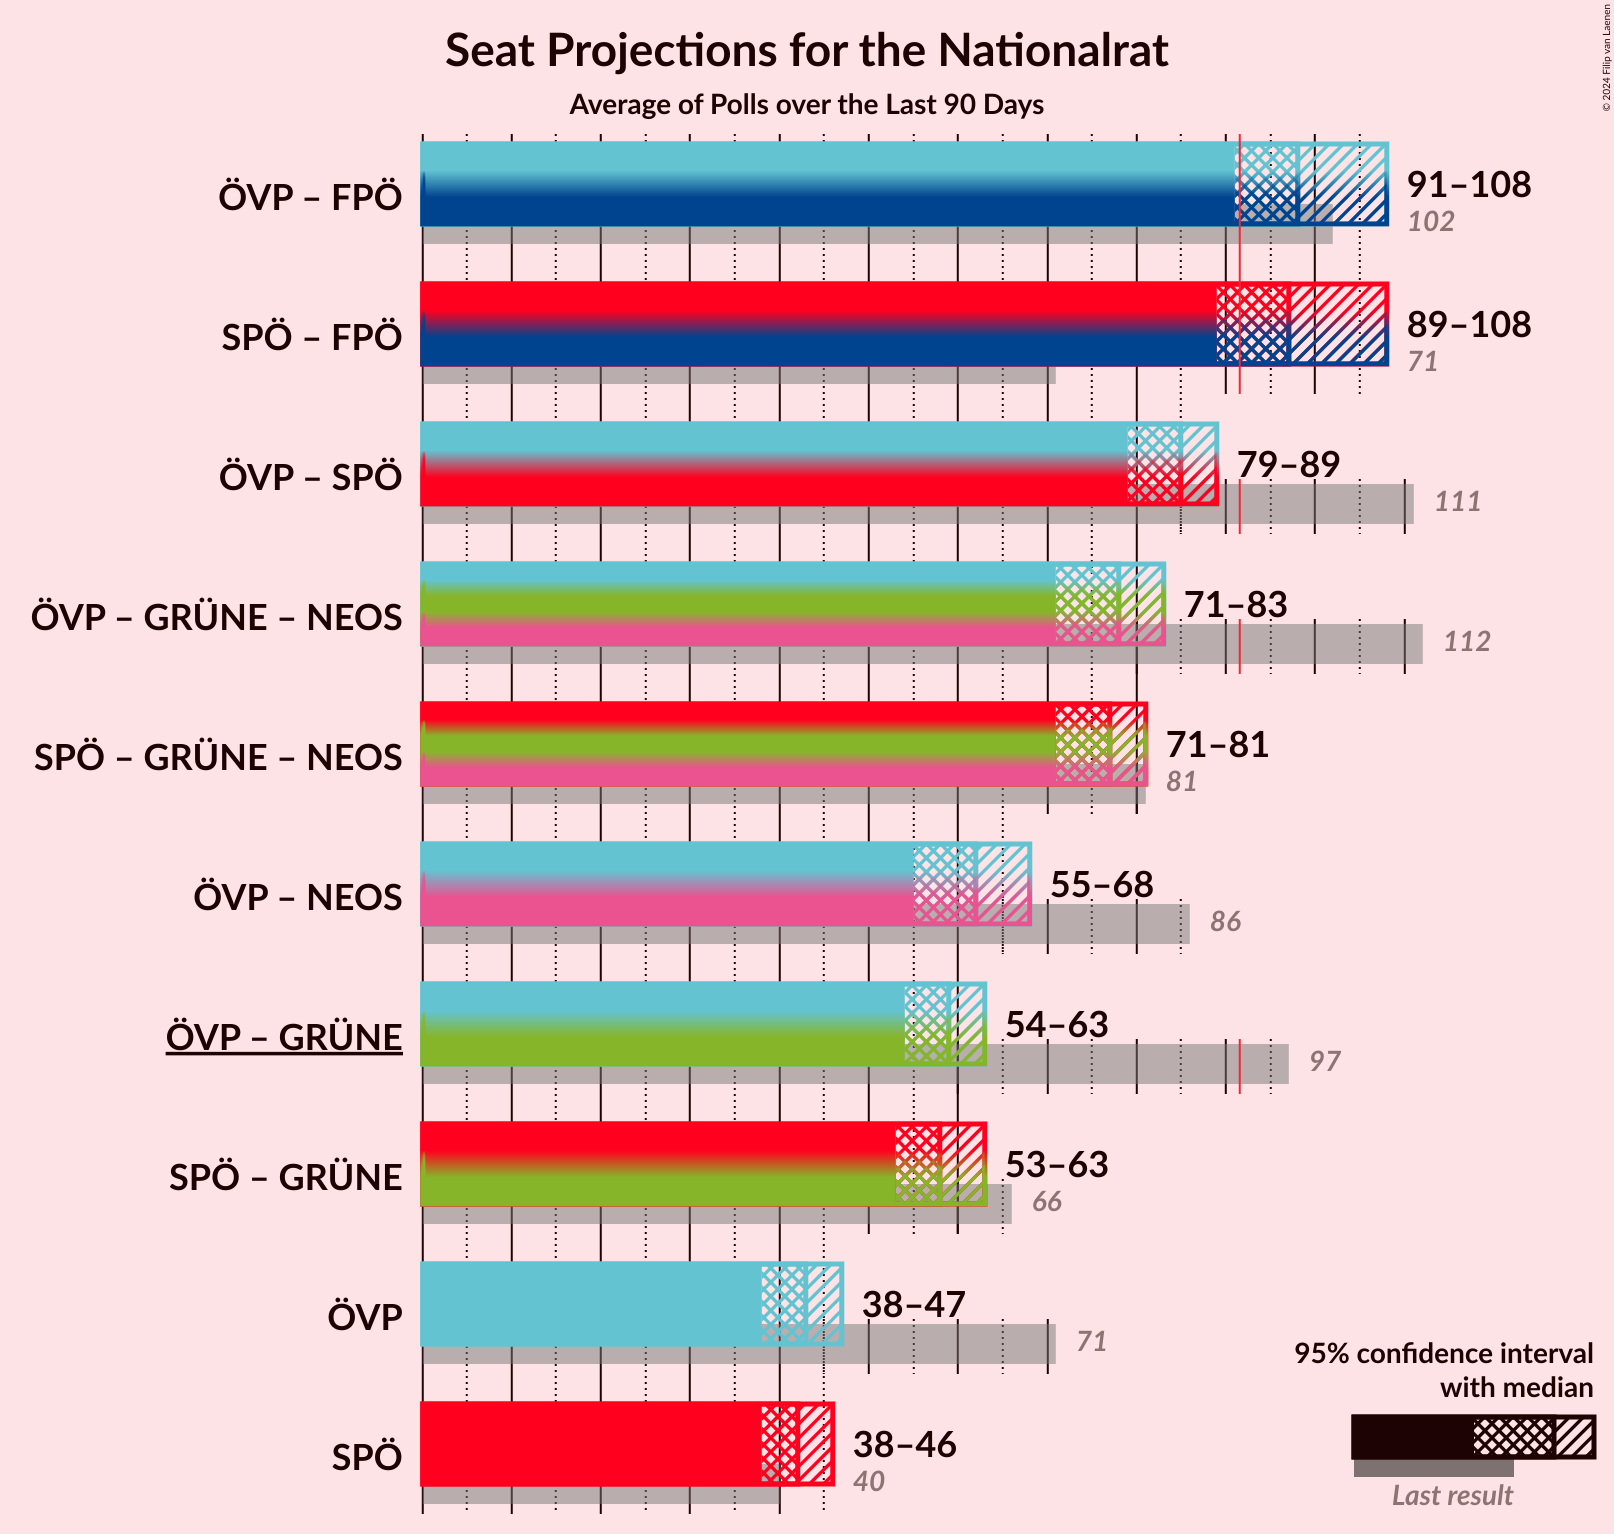 Seat Projections for the Nationalrat
Average of Polls over the Last 90 Days
© 2024 Filip van Laenen
ÖVP – FPÖ
91–108
102
SPÖ – FPÖ
89–108
71
ÖVP – SPÖ
79–89
111
ÖVP – GRÜNE – NEOS
71–83
112
SPÖ – GRÜNE – NEOS
71–81
81
ÖVP – NEOS
55–68
86
ÖVP – GRÜNE
54–63
97
SPÖ – GRÜNE
53–63
66
ÖVP
38–47
71
SPÖ
38–46
40
95% confidence interval
with median
Last result